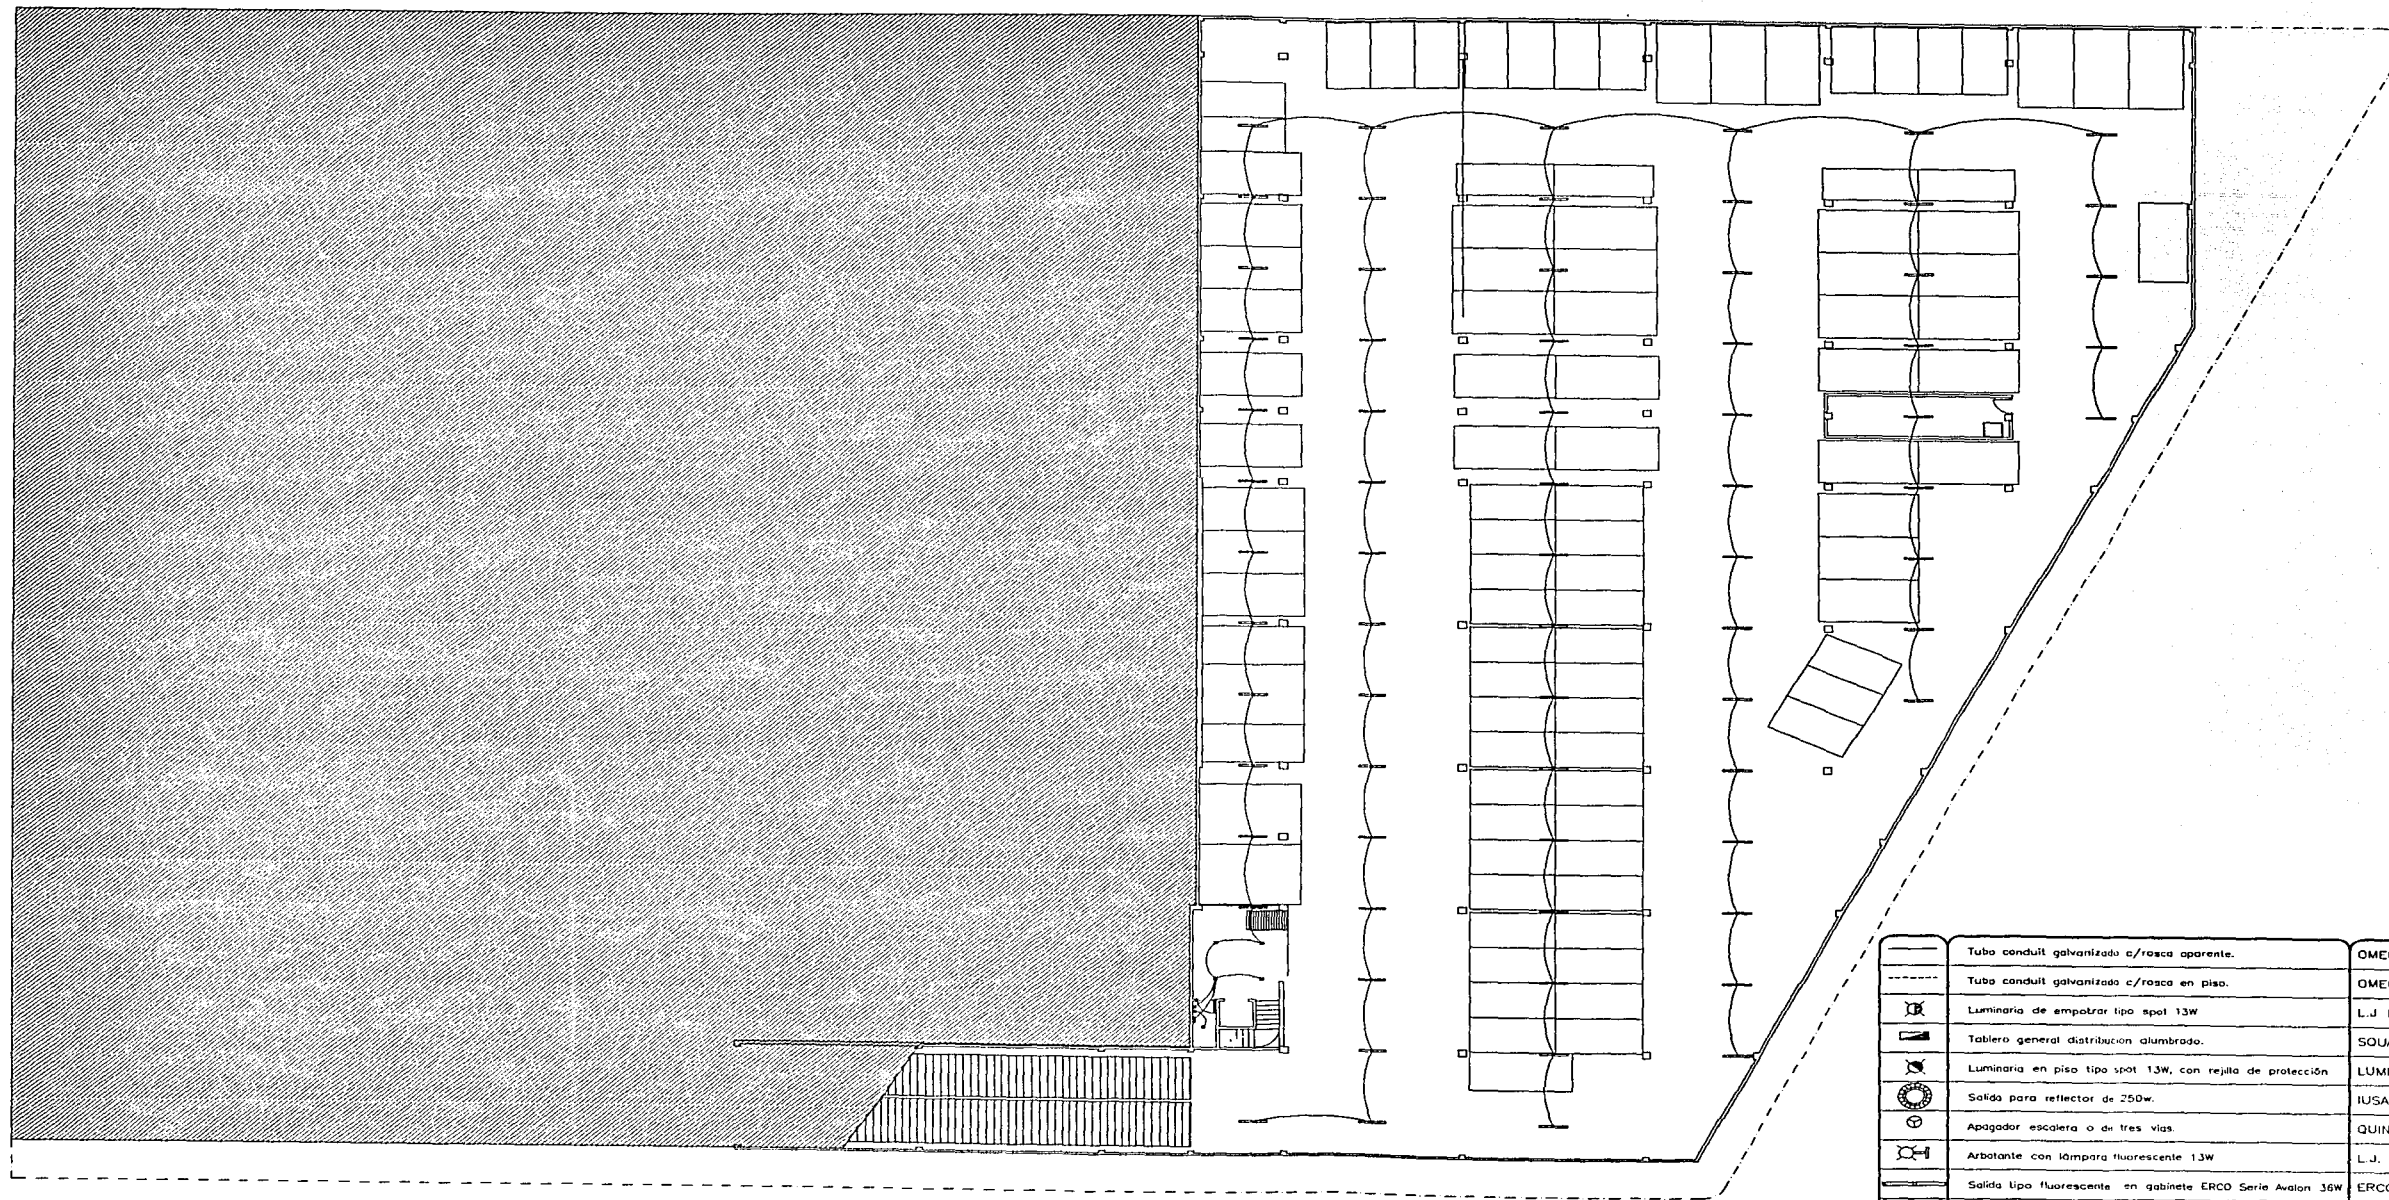 Tubo conduit galvanizado c/rosca aparente. OME
Tubo conduit galvanizado c/rosca en piso. OME
Luminaria de empotrar tipo spot 13W L.J
Tablero general distribución alumbrado. SQU
Luminaria en piso tipo spot 13W, con rejilla de protección LUM
Salida para reflector de 250w. IUSA
Apagador escalera o de tres vías. QUIN
Arbotante con lámpara fluorescente 13W L.J.
Salida tipo fluorescente en gabinete ERCO Serie Avalon 36W ERCO